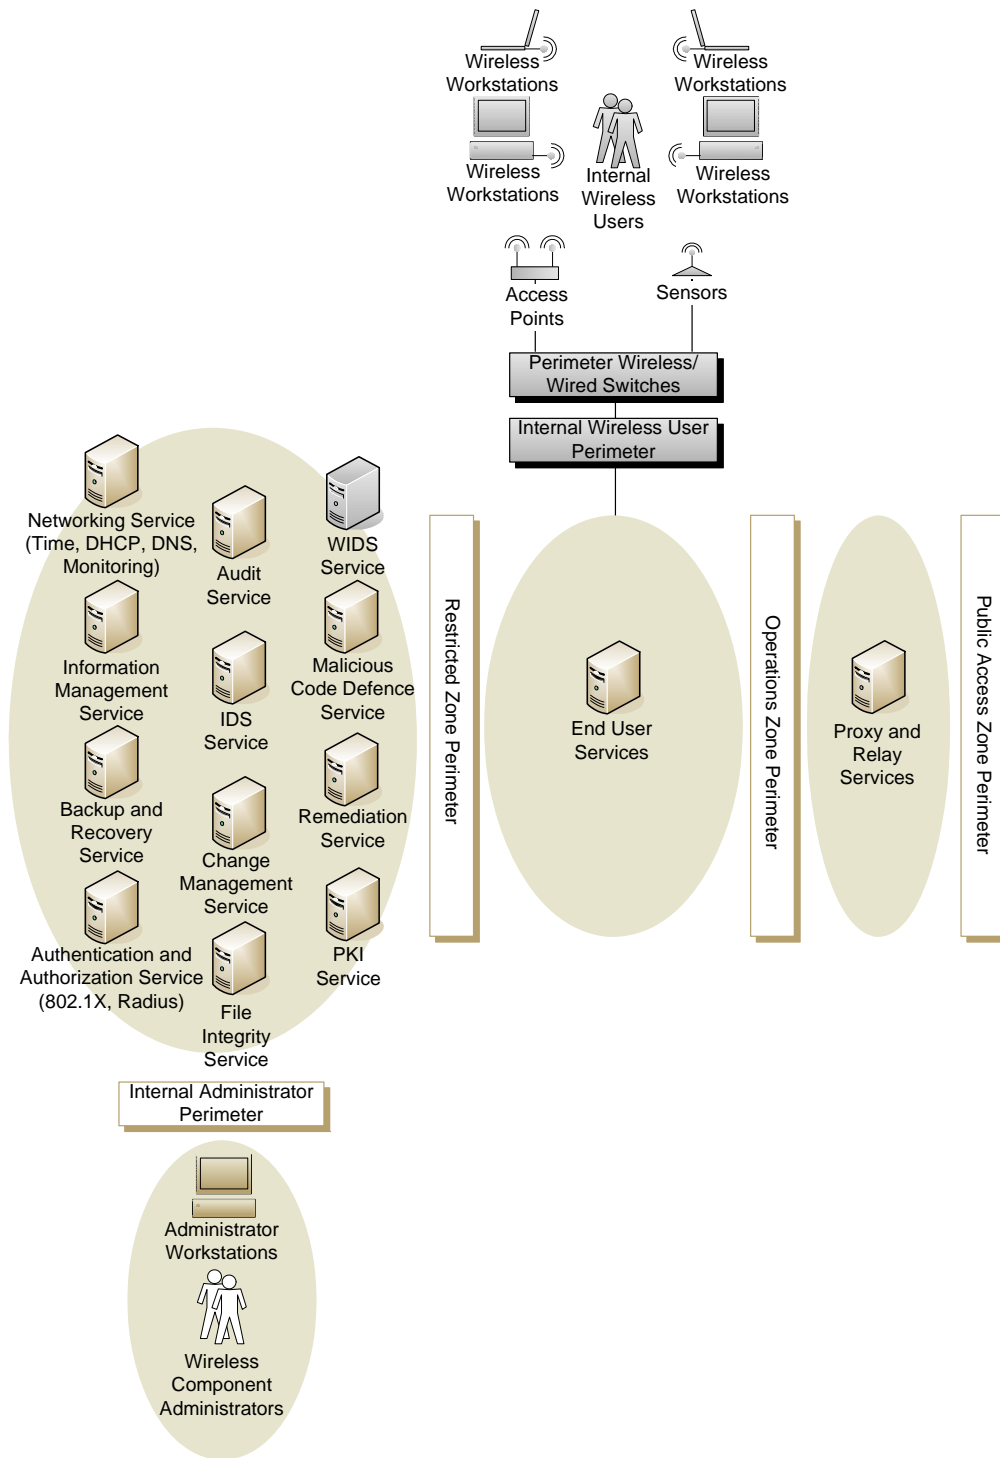 Wireless
Workstations
Wireless
Workstations
Wireless
Workstations
Internal
Wireless
Users
Wireless
Workstations
Access
Points
Sensors
Perimeter Wireless/
Wired Switches
Internal Wireless User
Perimeter
Networking Service
(Time, DHCP, DNS,
Monitoring)
Audit
Service
WIDS
Service
Information
Management
Service
IDS
Service
Malicious
Code Defence
Service
Backup and
Recovery
Service
Change
Management
Service
Remediation
Service
Authentication and
Authorization Service
(802.1X, Radius)
File
Integrity
Service
PKI
Service
Restricted Zone Perimeter
End User
Services
Operations Zone Perimeter
Proxy and
Relay
Services
Public Access Zone Perimeter
Internal Administrator
Perimeter
Administrator
Workstations
Wireless
Component
Administrators